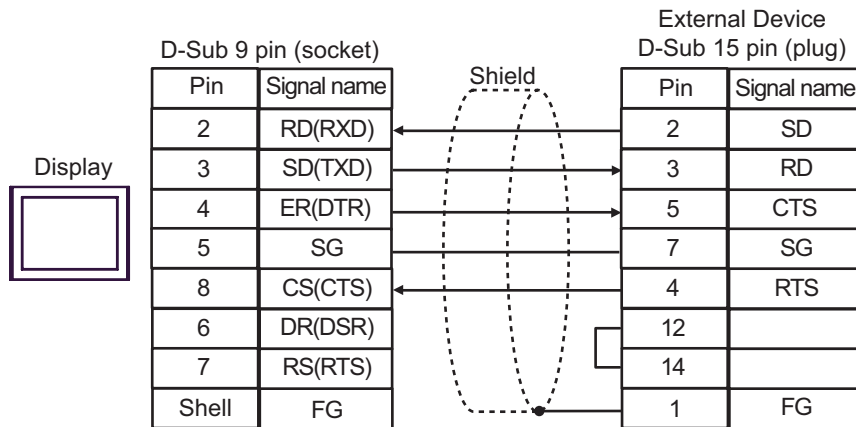 External Device
D-Sub 9 pin (socket)
D-Sub 15 pin (plug)
Shield
Pin Signal name Pin Signal name
2 RD(RXD) 2 SD
Display
3 SD(TXD) 3 RD
4 ER(DTR) 5 CTS
5 SG 7 SG
8 CS(CTS) 4 RTS
6 DR(DSR) 12
7 RS(RTS) 14
Shell FG 1 FG